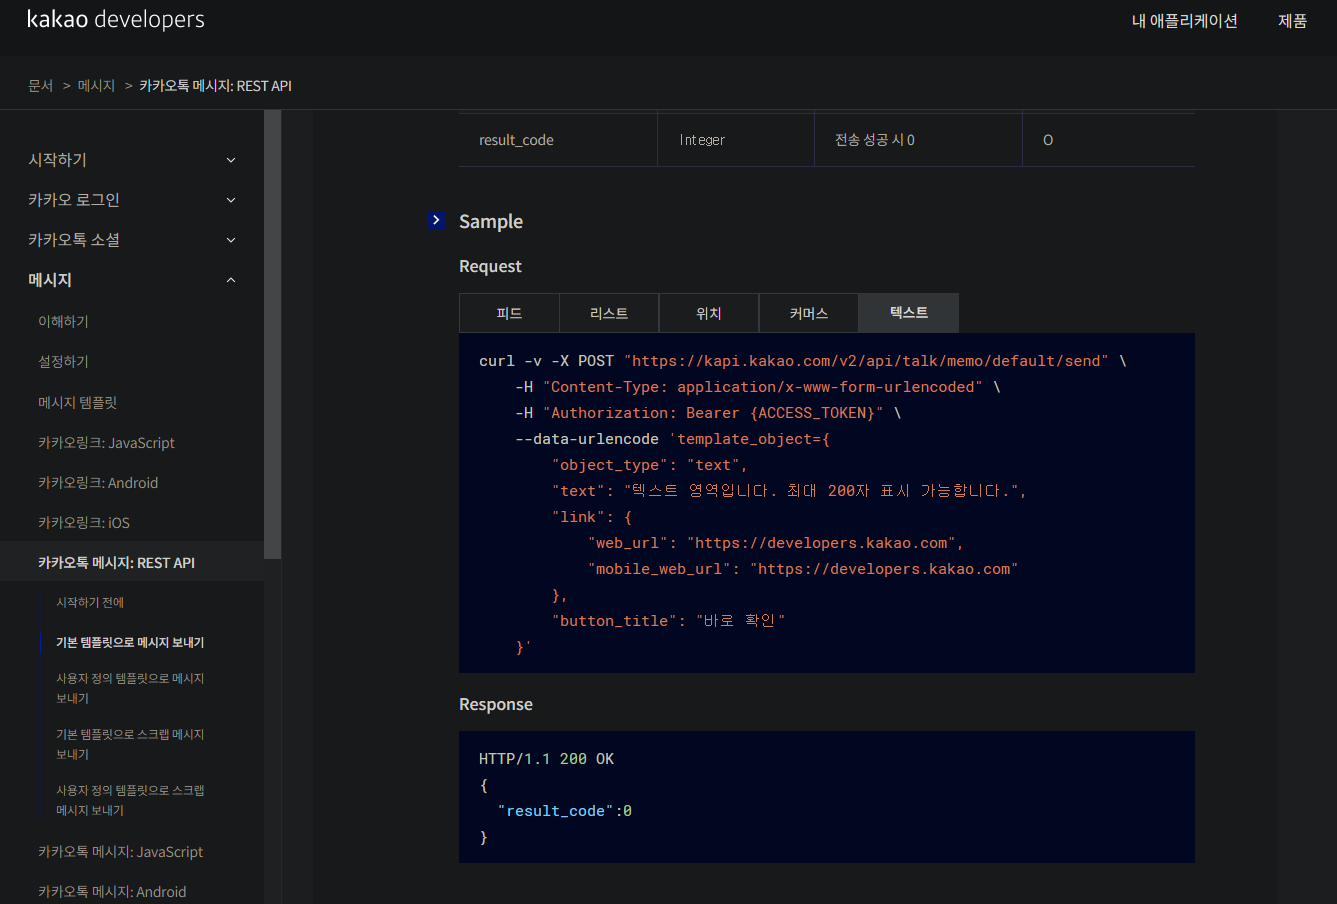 kakao developers
내 애플리케이션
제품
문서 > 메시지 > 카카오톡 메시지: REST API
시작하기
카카오 로그인
카카오톡 소셜
메시지
이해하기
설정하기
메시지 템플릿
카카오링크: JavaScript
카카오링크: Android
카카오링크: iOS
카카오톡 메시지: REST API
시작하기 전에
기본 템플릿으로 메시지 보내기
사용자 정의 템플릿으로 메시지
보내기
기본 템플릿으로 스크랩 메시지
보내기
사용자 정의 템플릿으로 스크랩
메시지 보내기
카카오톡 메시지: JavaScript
카카오톡 메시지: Android
result_code Integer 전송 성공 시 0 O
Sample
Request
피드 리스트 위치 커머스 텍스트
curl -v -X POST "https://kapi.kakao.com/v2/api/talk/memo/default/send" \
-H "Content-Type: application/x-www-form-urlencoded" \
-H "Authorization: Bearer {ACCESS_TOKEN}" \
--data-urlencode 'template_object={
"object_type": "text",
"text": "텍스트 영역입니다. 최대 200자 표시 가능합니다.",
"link": {
"web_url": "https://developers.kakao.com",
"mobile_web_url": "https://developers.kakao.com"
},
"button_title": "바로 확인"
}'
Response
HTTP/1.1 200 OK
{
"result_code":0
}